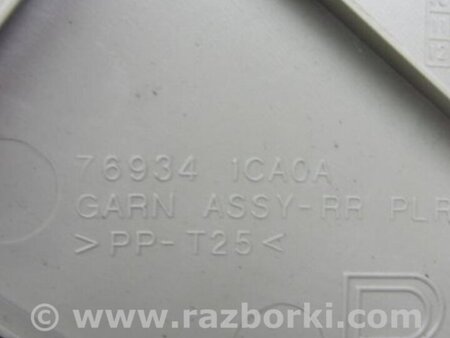 76934 1CA0A
GARN ASSY-RR PLR
>PP-T25<
© www.razborki.com